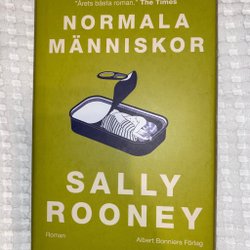 "Årets bästa roman." The Times
NORMALA
MÄNNISKOR
SALLY
ROONEY
Roman
Albert Bonniers Förlag